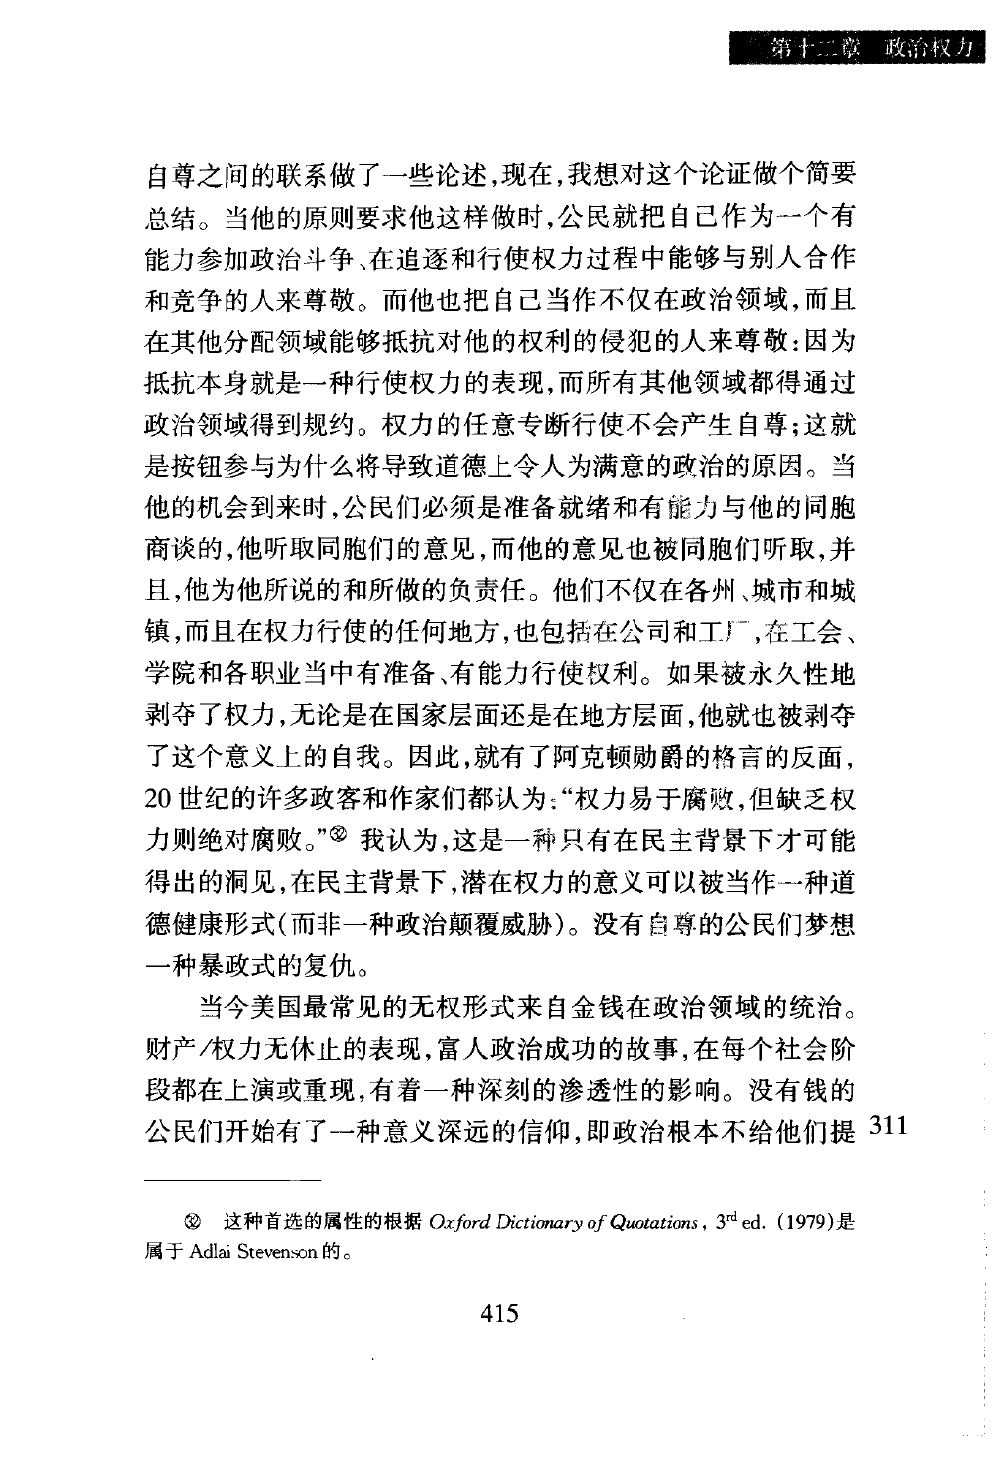 第十二章 政治权力
自尊之间的联系做了一些论述,现在,我想对这个论证做个简要
总结。当他的原则要求他这样做时,公民就把自己作为一个有
能力参加政治斗争、在追逐和行使权力过程中能够与别人合作
和竞争的人来尊敬。而他也把自己当作不仅在政治领域,而且
在其他分配领域能够抵抗对他的权利的侵犯的人来尊敬:因为
抵抗本身就是一种行使权力的表现,而所有其他领域都得通过
政治领域得到规约。权力的任意专断行使不会产生自尊;这就
是按钮参与为什么将导致道德上令人为满意的政治的原因。当
他的机会到来时,公民们必须是准备就绪和有能力与他的同胞
商谈的,他听取同胞们的意见,而他的意见也被同胞们听取,并
且,他为他所说的和所做的负责任。他们不仅在各州、城市和城
镇,而且在权力行使的任何地方,也包括在公司和工厂,在工会、
学院和各职业当中有准备、有能力行使权利。如果被永久性地
剥夺了权力,无论是在国家层面还是在地方层面,他就也被剥夺
了这个意义上的自我。因此,就有了阿克顿勋爵的格言的反面,
20世纪的许多政客和作家们都认为:“权力易于腐败,但缺乏权
力则绝对腐败。”㉜ 我认为,这是一种只有在民主背景下才可能
得出的洞见,在民主背景下,潜在权力的意义可以被当作一种道
德健康形式(而非一种政治颠覆威胁)。没有自尊的公民们梦想
一种暴政式的复仇。
当今美国最常见的无权形式来自金钱在政治领域的统治。
财产/权力无休止的表现,富人政治成功的故事,在每个社会阶
段都在上演或重现,有着一种深刻的渗透性的影响。没有钱的
公民们开始有了一种意义深远的信仰,即政治根本不给他们提 311
㉜ 这种首选的属性的根据 Oxford Dictionary of Quotations, 3rd ed. (1979)是
属于 Adlai Stevenson的。
415